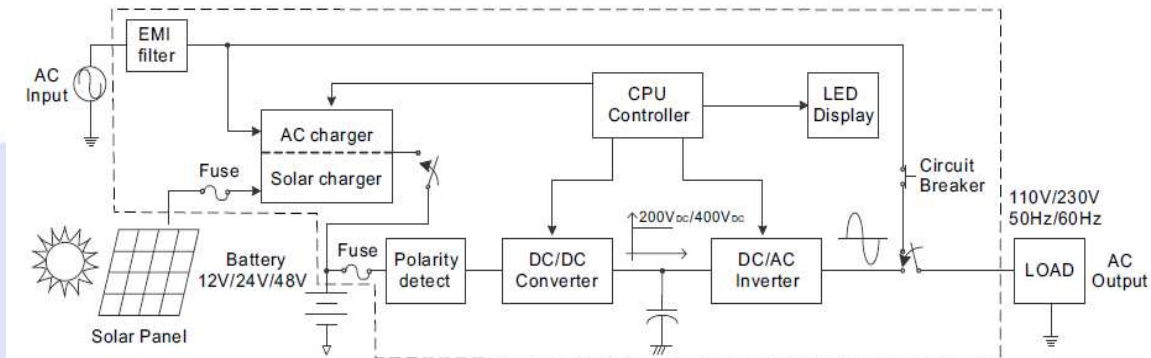 EMI
filter
AC
Input
AC charger
Solar charger
Fuse
CPU
Controller
LED
Display
Circuit
Breaker
110V/230V
50Hz/60Hz
200VDC/400VDC
Battery
12V/24V/48V
Fuse
Polarity
detect
DC/DC
Converter
DC/AC
Inverter
LOAD
AC
Output
Solar Panel